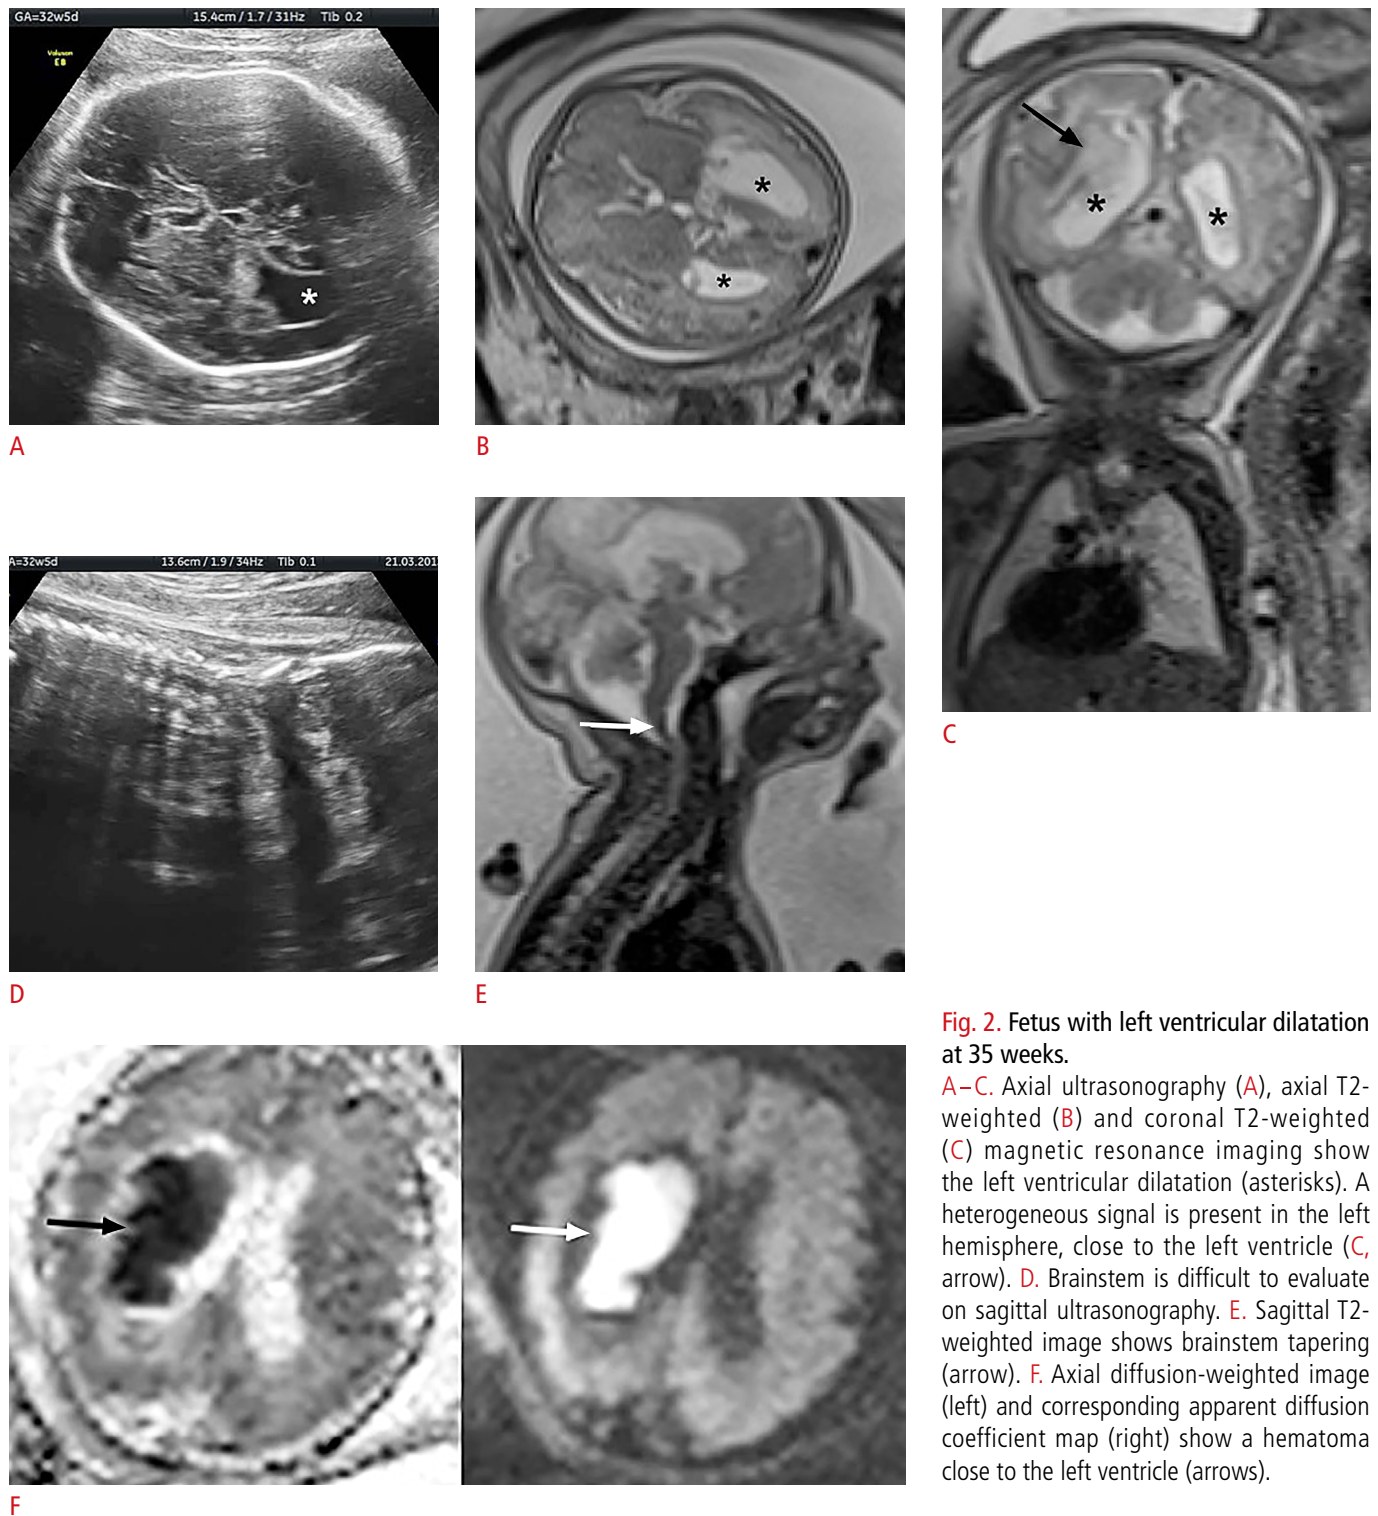 GA=32w5d 15.4cm / 1.7 / 31Hz TIb 0.2
Voluson
E8
*
A
*
*
B
*
*
C
A=32w5d 13.6cm / 1.9 / 34Hz TIb 0.1 21.03.201
D
E
F
Fig. 2. Fetus with left ventricular dilatation
at 35 weeks.
A–C. Axial ultrasonography (A), axial T2-
weighted (B) and coronal T2-weighted
(C) magnetic resonance imaging show
the left ventricular dilatation (asterisks). A
heterogeneous signal is present in the left
hemisphere, close to the left ventricle (C,
arrow). D. Brainstem is difficult to evaluate
on sagittal ultrasonography. E. Sagittal T2-
weighted image shows brainstem tapering
(arrow). F. Axial diffusion-weighted image
(left) and corresponding apparent diffusion
coefficient map (right) show a hematoma
close to the left ventricle (arrows).